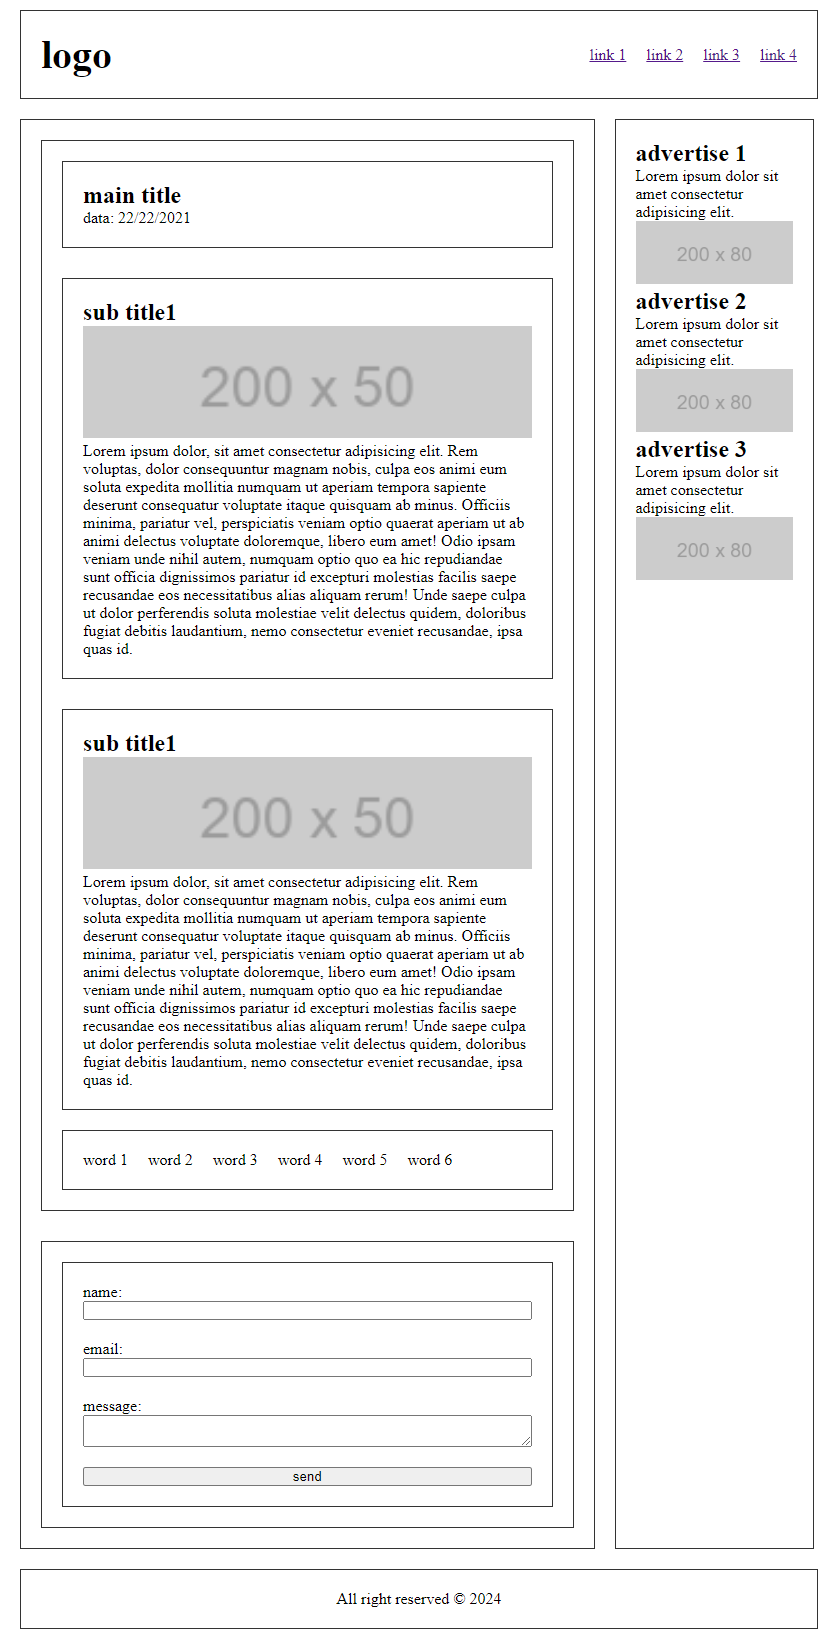 logo
link 1 link 2 link 3 link 4
main title
data: 22/22/2021
sub title1
200 x 50
Lorem ipsum dolor, sit amet consectetur adipisicing elit. Rem
voluptas, dolor consequuntur magnam nobis, culpa eos animi eum
soluta expedita mollitia numquam ut aperiam tempora sapiente
deserunt consequatur voluptate itaque quisquam ab minus. Officiis
minima, pariatur vel, perspiciatis veniam optio quaerat aperiam ut ab
animi delectus voluptate doloremque, libero eum amet! Odio ipsam
veniam unde nihil autem, numquam optio quo ea hic repudiandae
sunt officia dignissimos pariatur id excepturi molestias facilis saepe
recusandae eos necessitatibus alias aliquam rerum! Unde saepe culpa
ut dolor perferendis soluta molestiae velit delectus quidem, doloribus
fugiat debitis laudantium, nemo consectetur eveniet recusandae, ipsa
quas id.
sub title1
200 x 50
Lorem ipsum dolor, sit amet consectetur adipisicing elit. Rem
voluptas, dolor consequuntur magnam nobis, culpa eos animi eum
soluta expedita mollitia numquam ut aperiam tempora sapiente
deserunt consequatur voluptate itaque quisquam ab minus. Officiis
minima, pariatur vel, perspiciatis veniam optio quaerat aperiam ut ab
animi delectus voluptate doloremque, libero eum amet! Odio ipsam
veniam unde nihil autem, numquam optio quo ea hic repudiandae
sunt officia dignissimos pariatur id excepturi molestias facilis saepe
recusandae eos necessitatibus alias aliquam rerum! Unde saepe culpa
ut dolor perferendis soluta molestiae velit delectus quidem, doloribus
fugiat debitis laudantium, nemo consectetur eveniet recusandae, ipsa
quas id.
word 1 word 2 word 3 word 4 word 5 word 6
name:
email:
message:
send
advertise 1
Lorem ipsum dolor sit
amet consectetur
adipisicing elit.
200 x 80
advertise 2
Lorem ipsum dolor sit
amet consectetur
adipisicing elit.
200 x 80
advertise 3
Lorem ipsum dolor sit
amet consectetur
adipisicing elit.
200 x 80
All right reserved © 2024